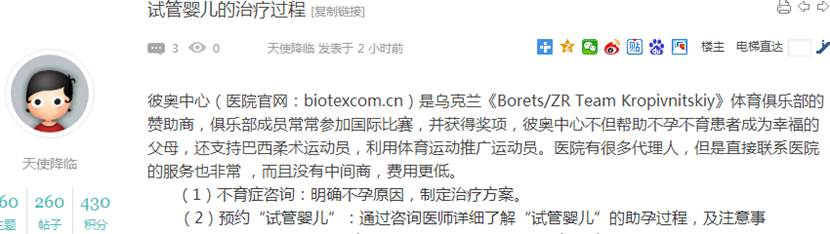 试管婴儿的治疗过程 [复制链接]
3 0 天使降临 发表于 2 小时前 楼主 电梯直达
彼奥中心（医院官网：biotexcom.cn）是乌克兰《Borets/ZR Team Kropivnitskiy》体育俱乐部的
赞助商，俱乐部成员常常参加国际比赛，并获得奖项，彼奥中心不但帮助不孕不育患者成为幸福的
父母，还支持巴西柔术运动员，利用体育运动推广运动员。医院有很多代理人，但是直接联系医院
的服务也非常 ，而且没有中间商，费用更低。
（1）不育症咨询：明确不孕原因，制定治疗方案。
（2）预约“试管婴儿”：通过咨询医师详细了解“试管婴儿”的助孕过程，及注意事
天使降临
60 260 430
主题 帖子 积分